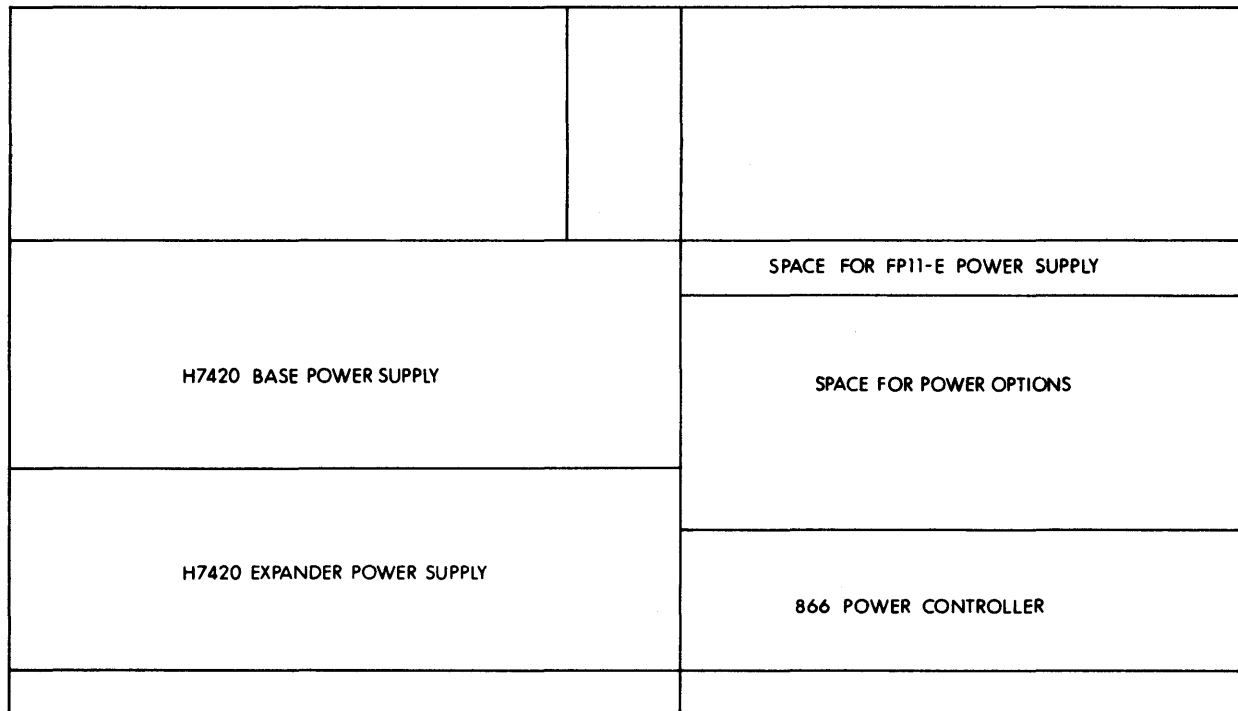 SPACE FOR FP11-E POWER SUPPLY
H7420 BASE POWER SUPPLY
SPACE FOR POWER OPTIONS
H7420 EXPANDER POWER SUPPLY
866 POWER CONTROLLER